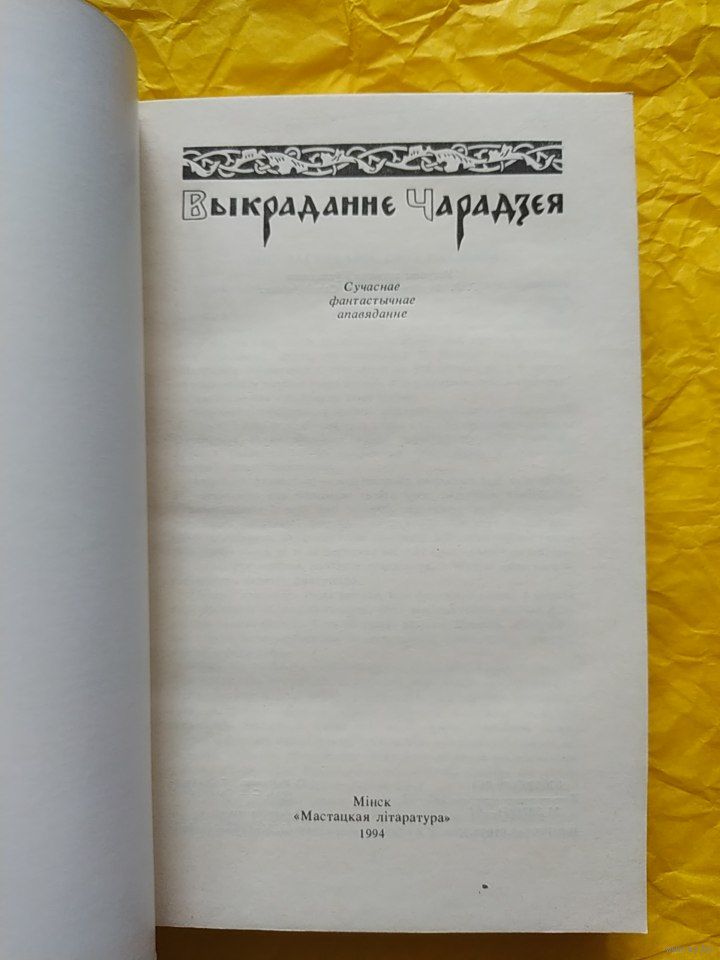 Выкраданне Чарадзея
Сучаснае
фантастычнае
апавяданне
Мінск
«Мастацкая літаратура»
1994